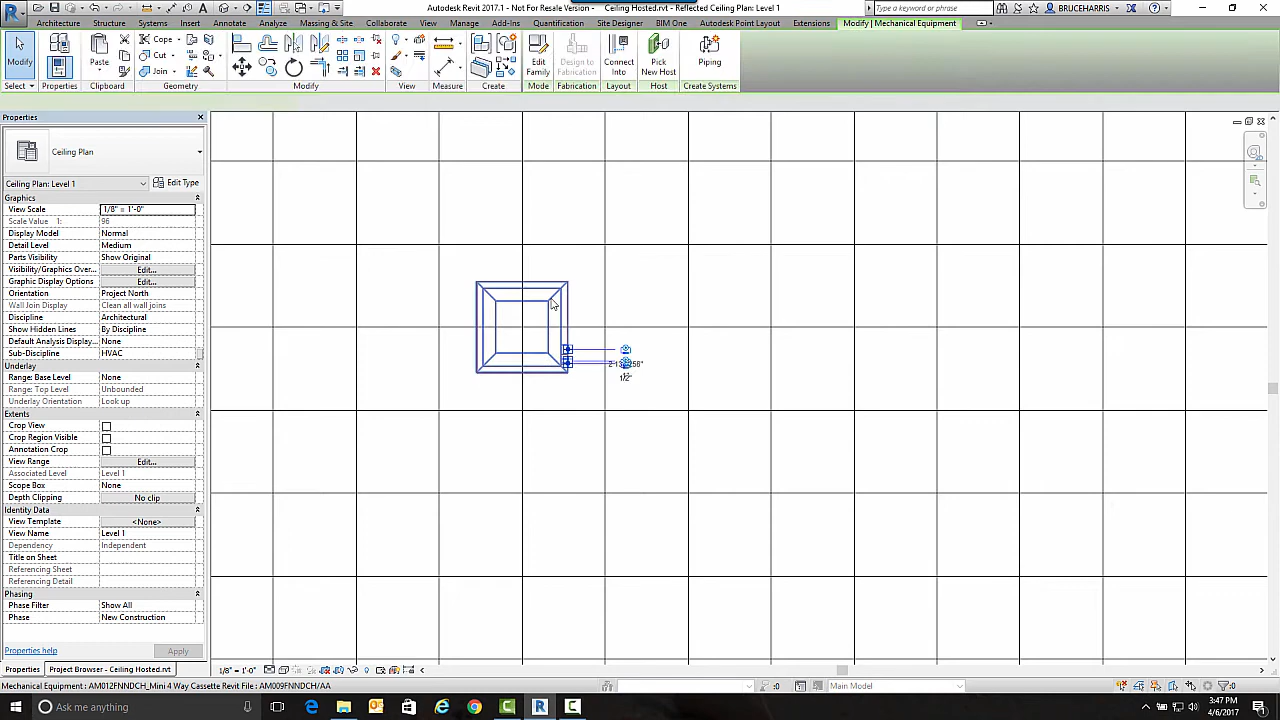 Autodesk Revit 2017.1 - Not For Resale Version - Ceiling Hosted.rvt - Reflected Ceiling Plan: Level 1
Type a keyword or phrase
BRUCEHARRIS
Architecture Structure Systems Insert Annotate Analyze Massing & Site Collaborate View Manage Add-Ins Quantification Site Designer BIM One Autodesk Point Layout Extensions Modify | Mechanical Equipment
Modify
Paste
Cope
Cut
Join
Edit Family
Design to Fabrication
Connect Into
Pick New Host
Piping
Select Properties Clipboard Geometry Modify View Measure Create Mode Fabrication Layout Host Create Systems
Properties
Ceiling Plan
Ceiling Plan: Level 1 Edit Type
Graphics
View Scale 1/8" = 1'-0"
Scale Value 1: 96
Display Model Normal
Detail Level Medium
Parts Visibility Show Original
Visibility/Graphics Over... Edit...
Graphic Display Options Edit...
Orientation Project North
Wall Join Display Clean all wall joins
Discipline Architectural
Show Hidden Lines By Discipline
Default Analysis Display... None
Sub-Discipline HVAC
Underlay
Range: Base Level None
Range: Top Level Unbounded
Underlay Orientation Look up
Extents
Crop View
Crop Region Visible
Annotation Crop
View Range Edit...
Associated Level Level 1
Scope Box None
Depth Clipping No clip
Identity Data
View Template <None>
View Name Level 1
Dependency Independent
Title on Sheet
Referencing Sheet
Referencing Detail
Phasing
Phase Filter Show All
Phase New Construction
Properties help Apply
Properties Project Browser - Ceiling Hosted.rvt
1/2"
1/8" = 1'-0"
Mechanical Equipment : AM012FNNDCH_Mini 4 Way Cassette Revit File : AM009FNNDCH/AA
:0
Main Model
:0
Ask me anything
3:47 PM
4/6/2017